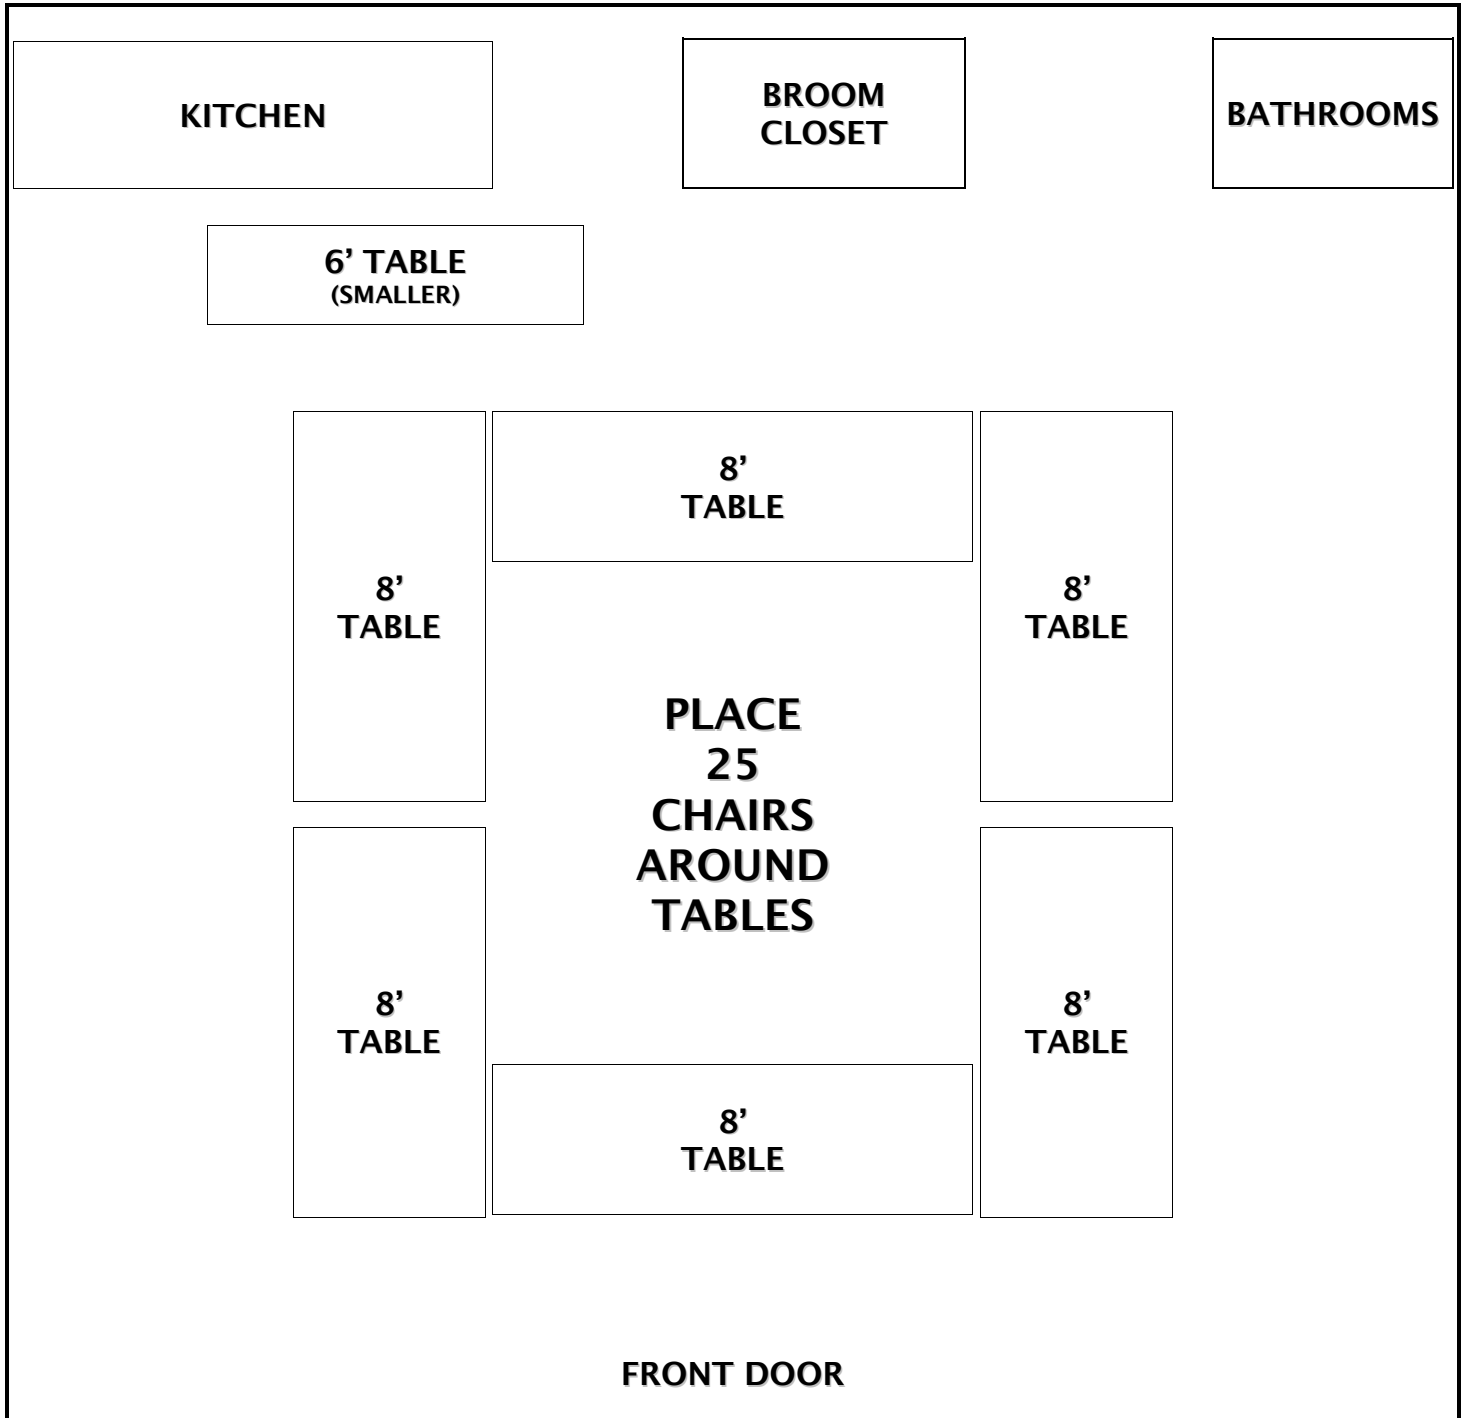 KITCHEN
BROOM
CLOSET
BATHROOMS
6’ TABLE
(SMALLER)
8’
TABLE
8’
TABLE
8’
TABLE
PLACE
25
CHAIRS
AROUND
TABLES
8’
TABLE
8’
TABLE
8’
TABLE
FRONT DOOR